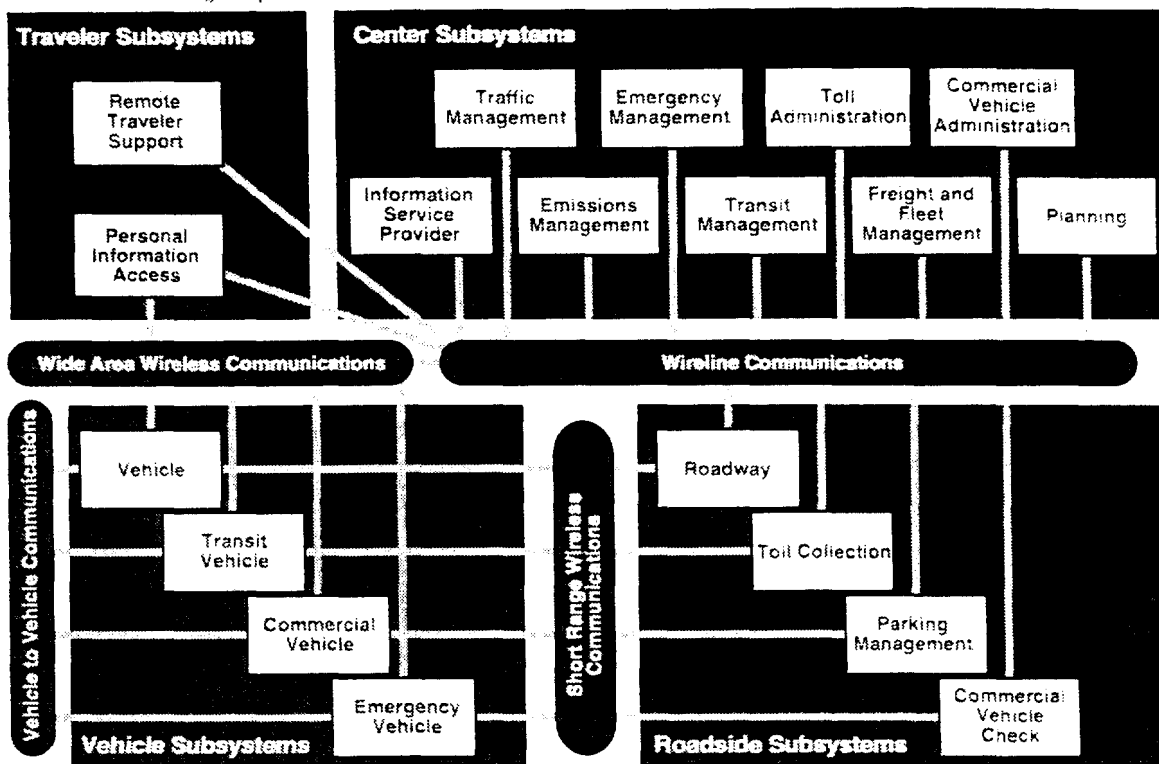 Traveler Subsystems
Remote
Traveler
Support
Personal
Information
Access
Center Subsystems
Traffic
Management
Emergency
Management
Toll
Administration
Commercial
Vehicle
Administration
Information
Service
Provider
Emissions
Management
Transit
Management
Freight and
Fleet
Management
Planning
Wide Area Wireless Communications
Wireline Communications
Vehicle to Vehicle Communications
Vehicle
Transit
Vehicle
Commercial
Vehicle
Emergency
Vehicle
Vehicle Subsystems
Short Range Wireless
Communications
Roadway
Toll Collection
Parking
Management
Commercial
Vehicle
Check
Roadside Subsystems